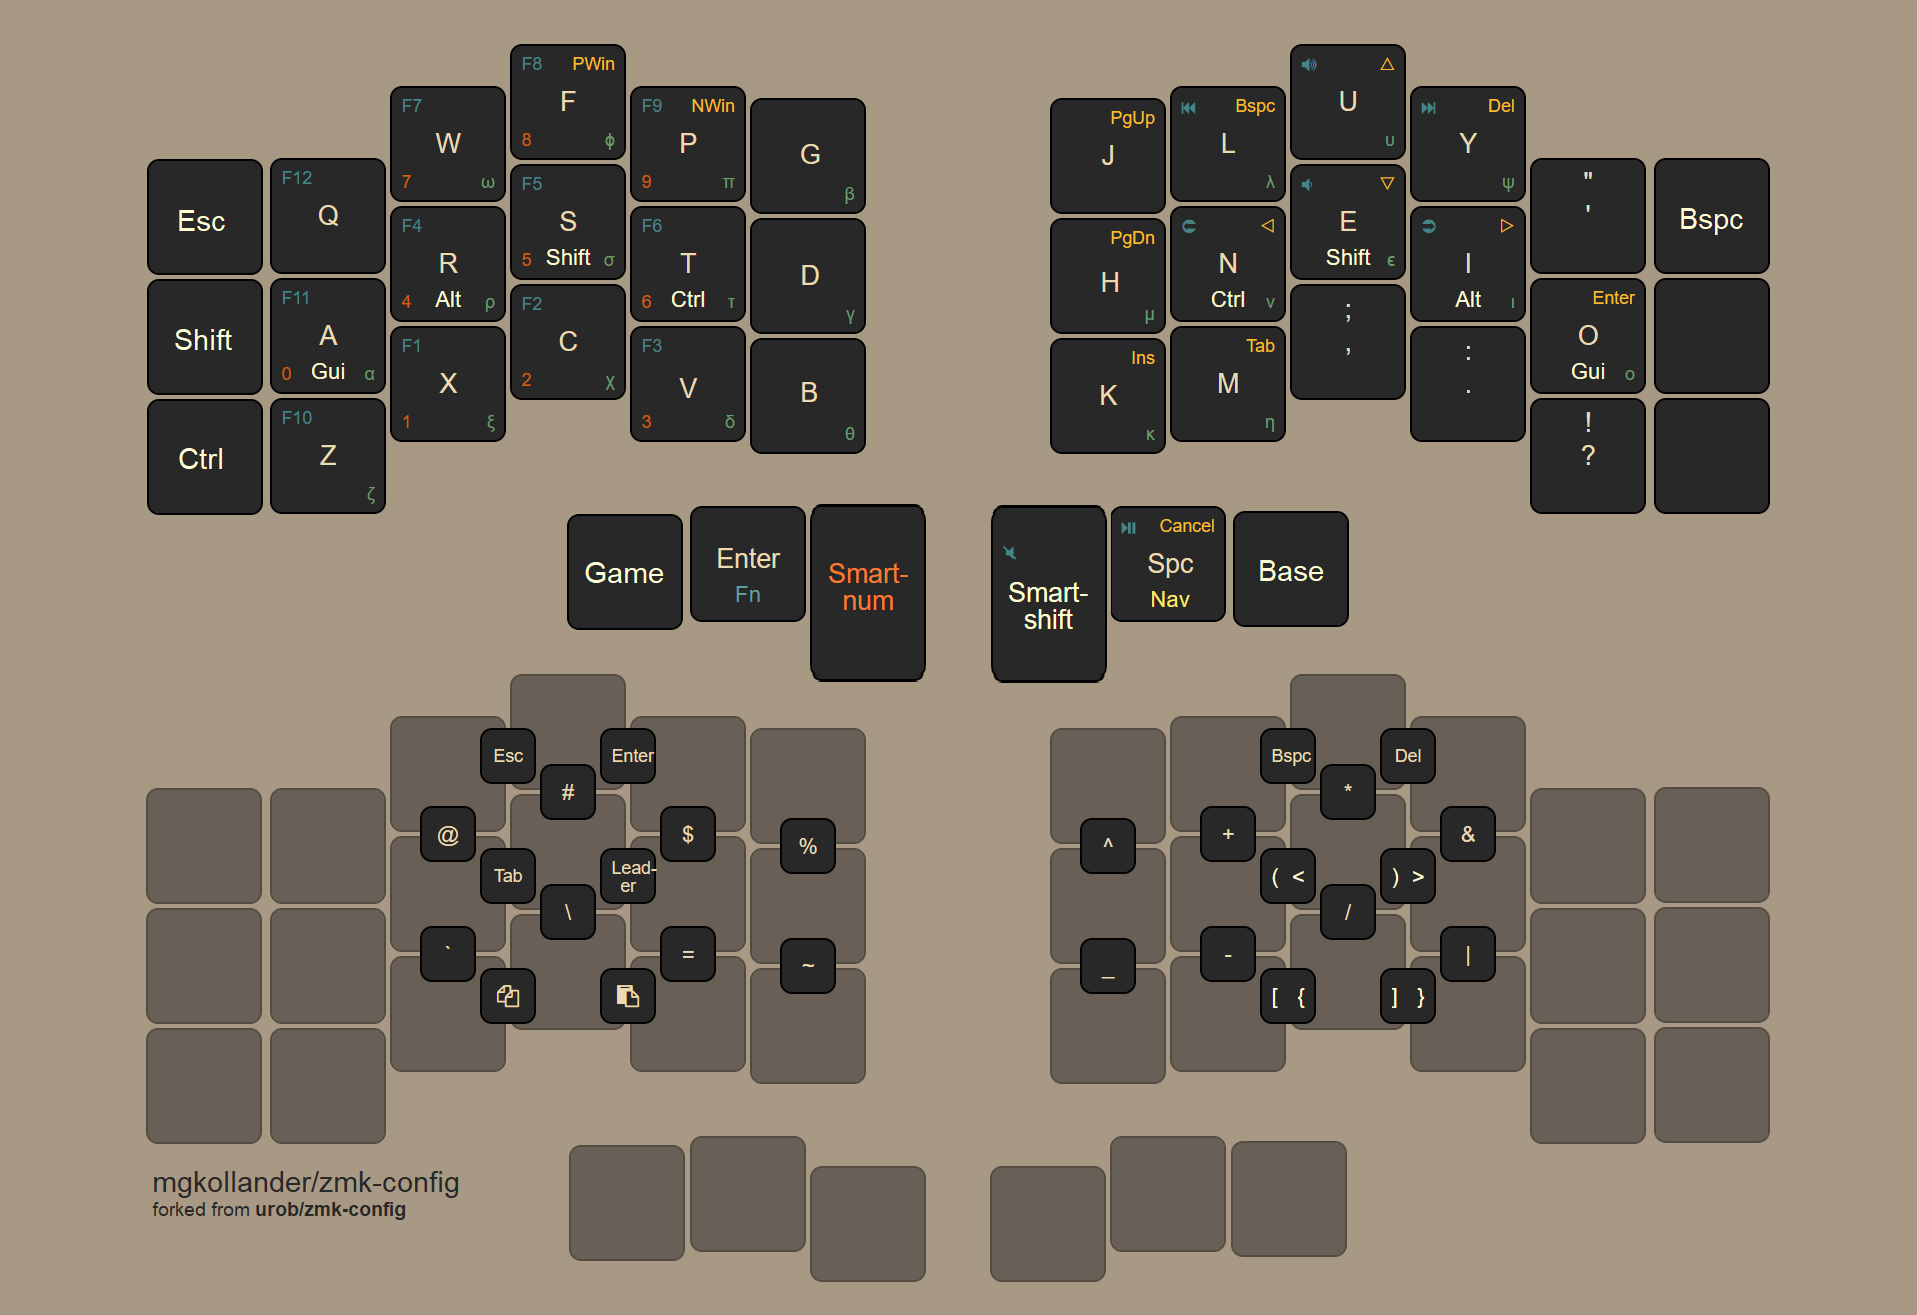 F8 PWin
F
8 ϕ
F7
W
7 ω
F9 NWin
P
9 π
G
β
Esc
F12
Q
F5
S
5 Shift σ
F4
R
4 Alt ρ
F6
T
6 Ctrl τ
D
γ
Shift
F11
A
0 Gui α
F2
C
2 χ
F1
X
1 ξ
F3
V
3 δ
B
θ
Ctrl
F10
Z
ζ
U
υ
Bspc
L
λ
Del
Y
ψ
PgUp
J
"
'
Bspc
E
Shift ϵ
N
Ctrl ν
I
Alt ι
PgDn
H
μ
Enter
O
Gui ο
;
,
Tab
M
η
:
.
Ins
K
κ
!
?
Game
Enter
Fn
Smart-
num
Smart-
shift
Cancel
Spc
Nav
Base
Esc
Enter
#
@
$
%
Tab
Lead-
er
\
`
=
~
Bspc
Del
*
^
+
&
( <
) >
/
_
-
|
[ {
] }
mgkollander/zmk-config
forked from urob/zmk-config